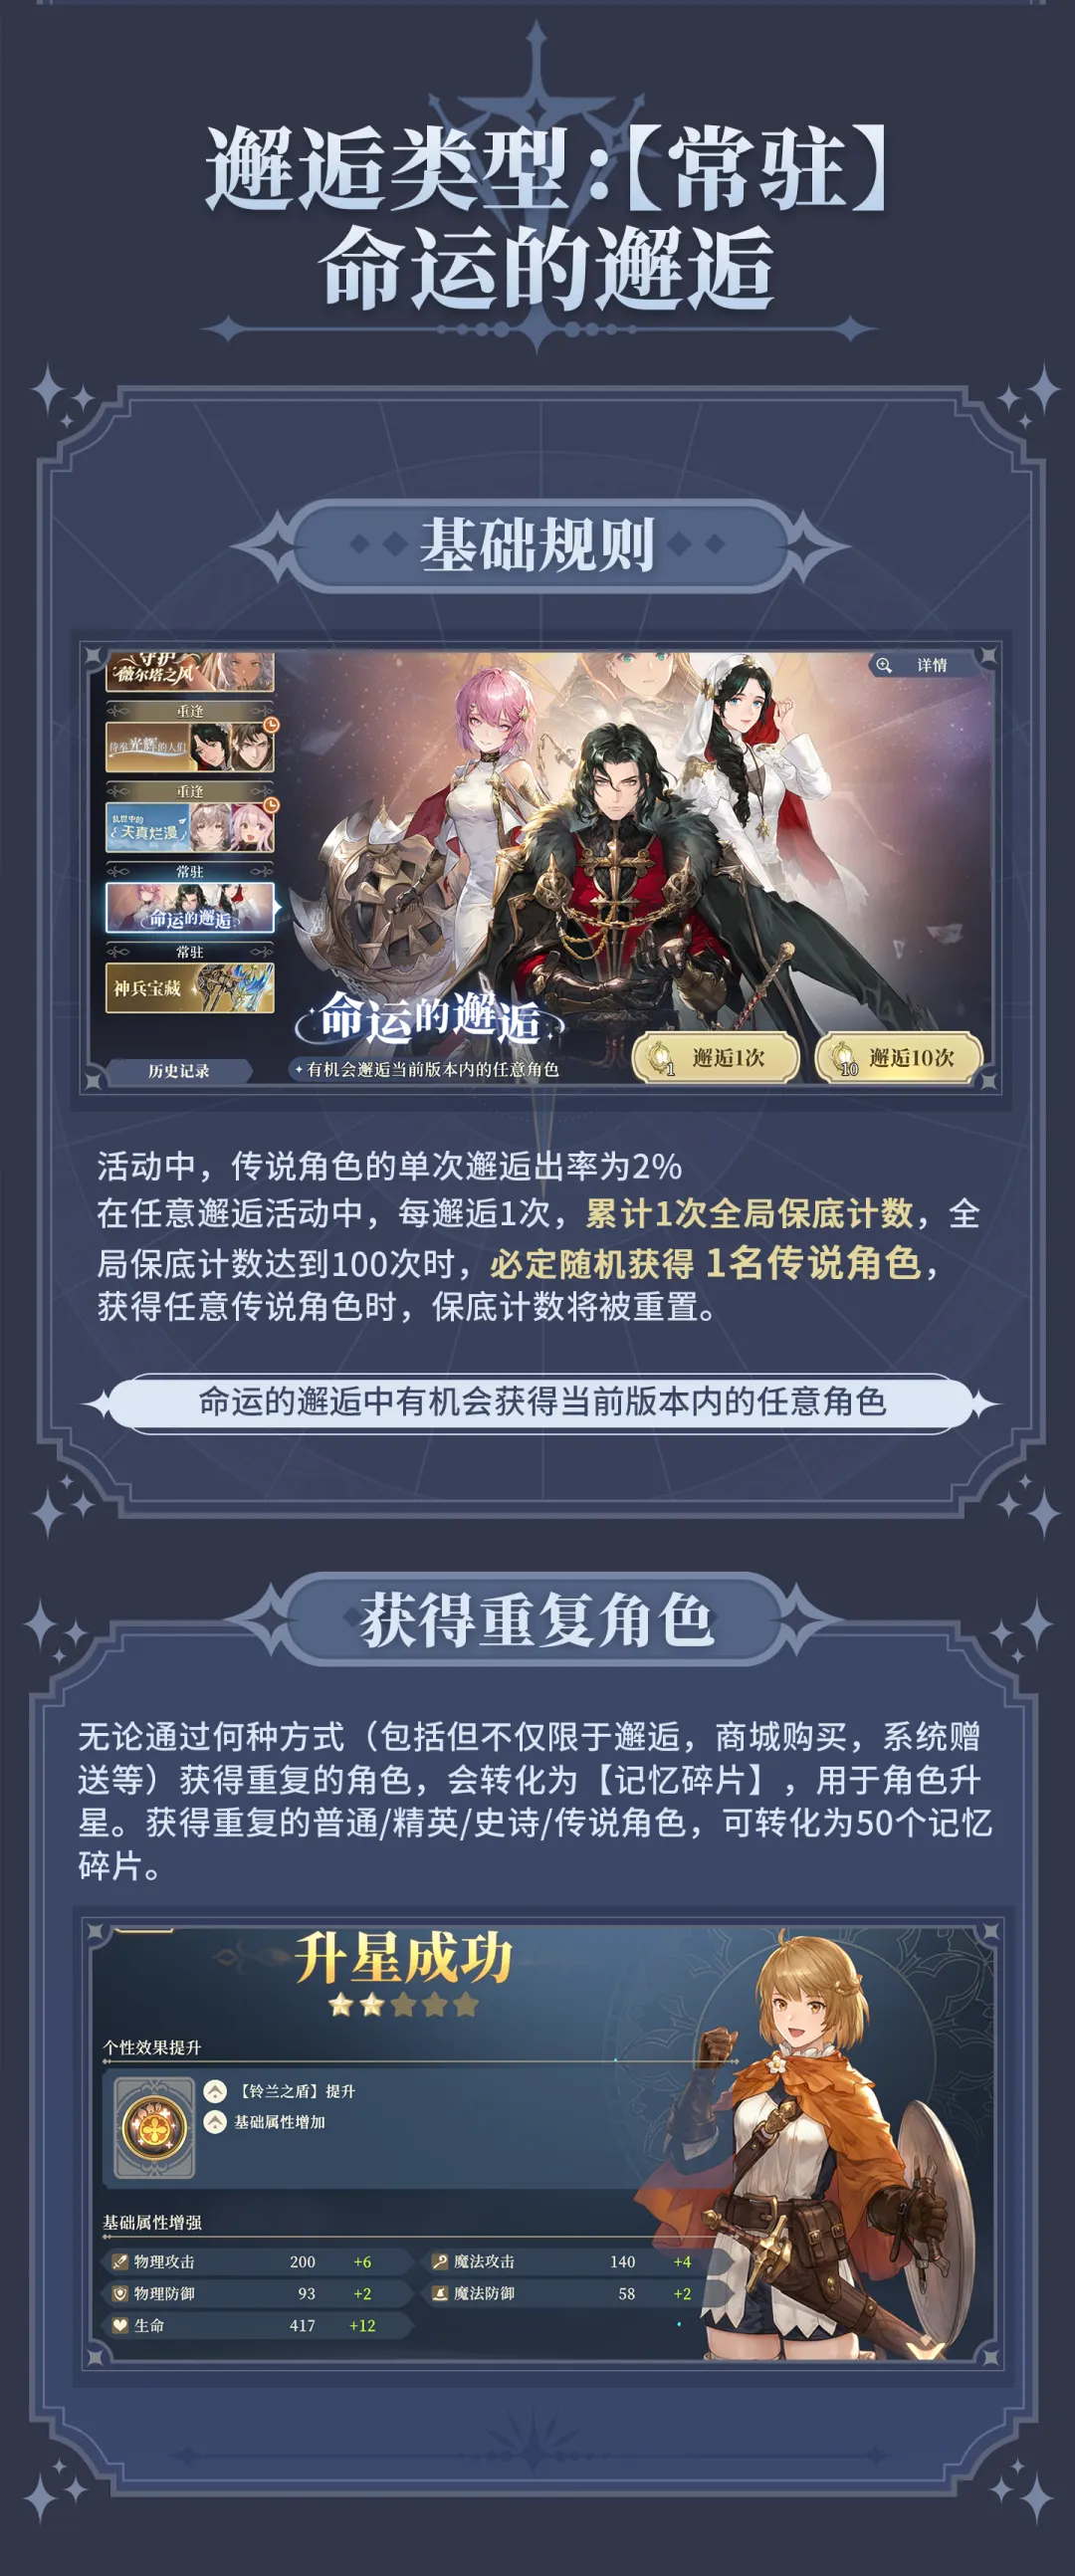 邂逅类型:【常驻】
命运的邂逅
基础规则
守护
薇尔塔之风
详情
重逢
侍奉光辉的人们
重逢
乱世中的
天真烂漫
常驻
命运的邂逅
常驻
神兵宝藏
命运的邂逅
历史记录
有机会邂逅当前版本内的任意角色
1
邂逅1次
10
邂逅10次
活动中，传说角色的单次邂逅出率为2%
在任意邂逅活动中，每邂逅1次，累计1次全局保底计数，全
局保底计数达到100次时，必定随机获得 1名传说角色，
获得任意传说角色时，保底计数将被重置。
命运的邂逅中有机会获得当前版本内的任意角色
获得重复角色
无论通过何种方式（包括但不仅限于邂逅，商城购买，系统赠
送等）获得重复的角色，会转化为【记忆碎片】，用于角色升
星。获得重复的普通/精英/史诗/传说角色，可转化为50个记忆
碎片。
升星成功
个性效果提升
【铃兰之盾】提升
基础属性增加
基础属性增强
物理攻击 200 +6 魔法攻击 140 +4
物理防御 93 +2 魔法防御 58 +2
生命 417 +12